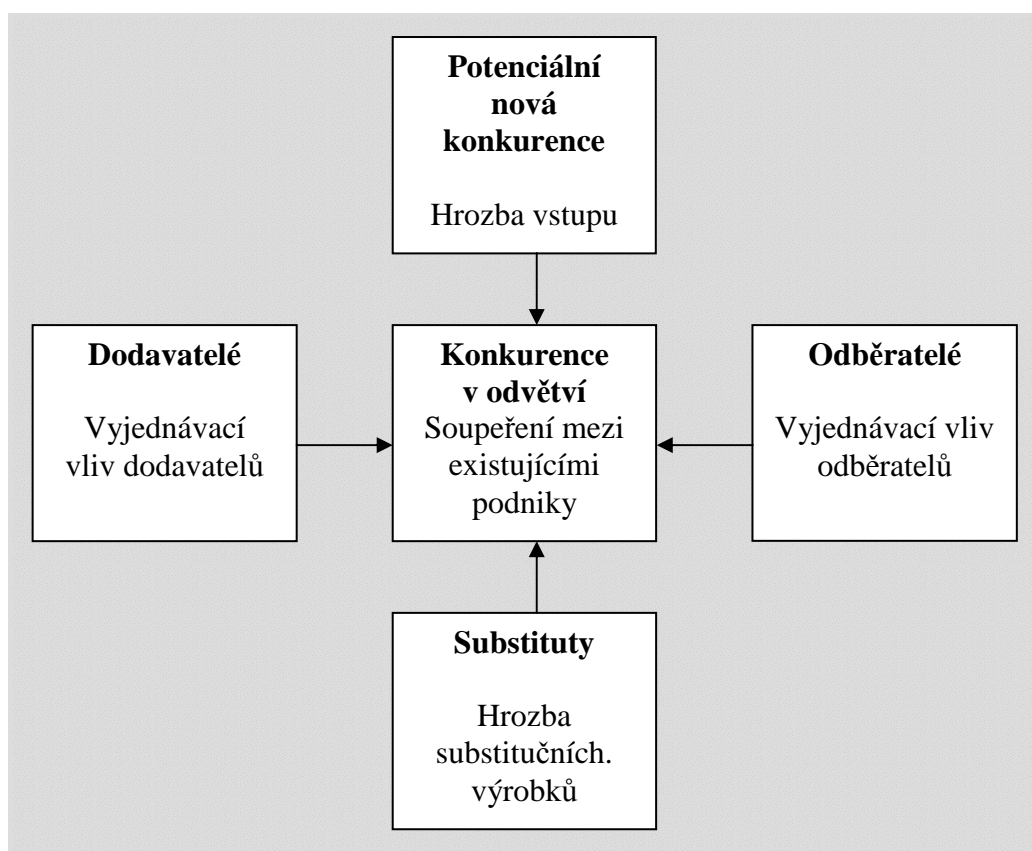 Potenciální
nová
konkurence
Hrozba vstupu
Dodavatelé
Vyjednávací
vliv dodavatelů
Konkurence
v odvětví
Soupeření mezi
existujícími
podniky
Odběratelé
Vyjednávací vliv
odběratelů
Substituty
Hrozba
substitučních.
výrobků